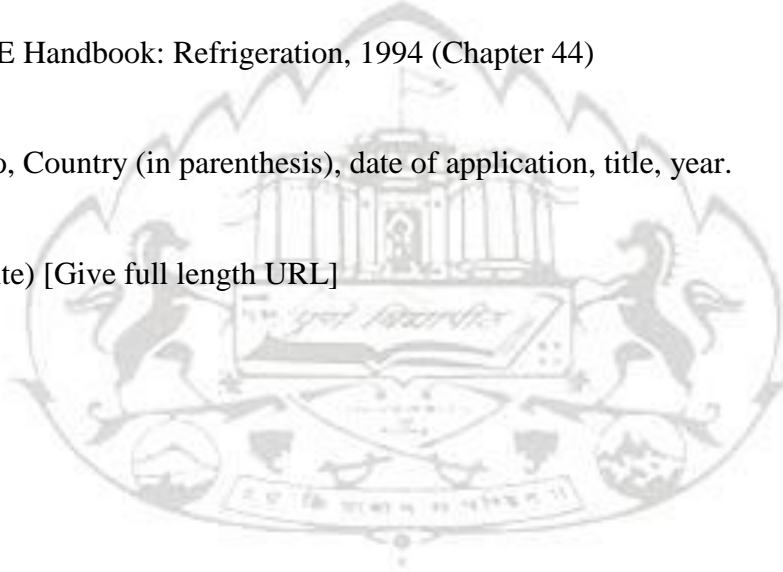 E Handbook: Refrigeration, 1994 (Chapter 44)
o, Country (in parenthesis), date of application, title, year.
te) [Give full length URL]